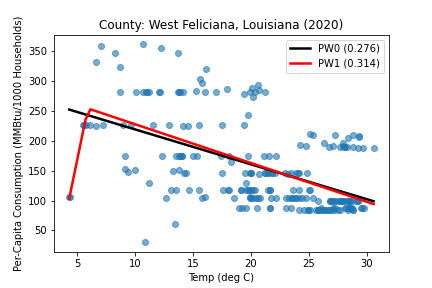 County: West Feliciana, Louisiana (2020)
Per-Capita Consumption (MMBtu/1000 Households)
350
300
250
200
150
100
50
PW0 (0.276)
PW1 (0.314)
5 10 15 20 25 30
Temp (deg C)